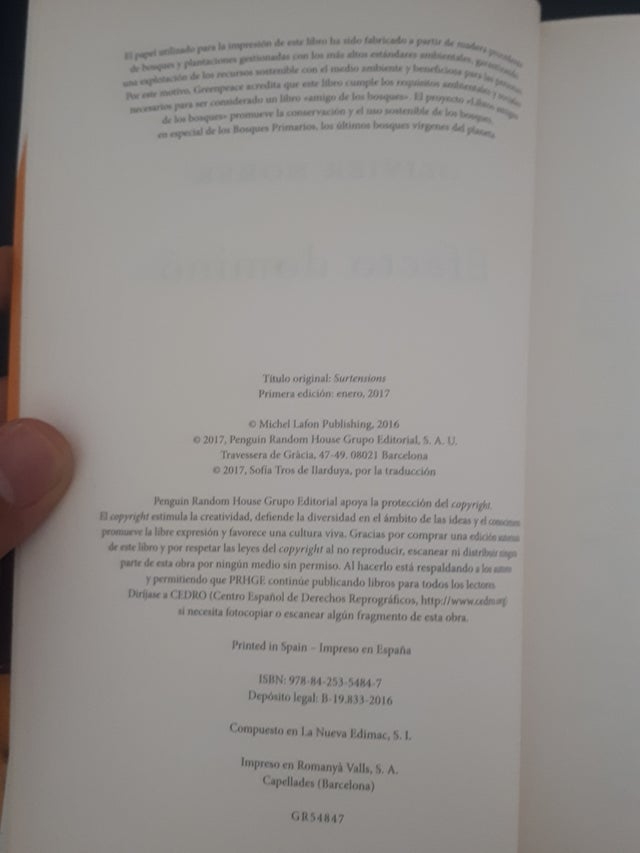 El papel utilizado para la impresión de este libro ha sido fabricado a partir de madera procedente
de bosques y plantaciones gestionadas con los más altos estándares ambientales, garantizando
una explotación de los recursos sostenible con el medio ambiente y beneficiosa para las personas.
Por este motivo, Greenpeace acredita que este libro cumple los requisitos ambientales y sociales
necesarios para ser considerado un libro «amigo de los bosques». El proyecto «Libros amigos
de los bosques» promueve la conservación y el uso sostenible de los bosques,
en especial de los Bosques Primarios, los últimos bosques vírgenes del planeta.
Título original: Surtensions
Primera edición: enero, 2017
© Michel Lafon Publishing, 2016
© 2017, Penguin Random House Grupo Editorial, S. A. U.
Travessera de Gràcia, 47-49. 08021 Barcelona
© 2017, Sofía Tros de Ilarduya, por la traducción
Penguin Random House Grupo Editorial apoya la protección del copyright.
El copyright estimula la creatividad, defiende la diversidad en el ámbito de las ideas y el conocimiento,
promueve la libre expresión y favorece una cultura viva. Gracias por comprar una edición autorizada
de este libro y por respetar las leyes del copyright al no reproducir, escanear ni distribuir ninguna
parte de esta obra por ningún medio sin permiso. Al hacerlo está respaldando a los autores
y permitiendo que PRHGE continúe publicando libros para todos los lectores.
Diríjase a CEDRO (Centro Español de Derechos Reprográficos, http://www.cedro.org)
si necesita fotocopiar o escanear algún fragmento de esta obra.
Printed in Spain – Impreso en España
ISBN: 978-84-253-5484-7
Depósito legal: B-19.833-2016
Compuesto en La Nueva Edimac, S. L.
Impreso en Romanyà Valls, S. A.
Capellades (Barcelona)
GR54847